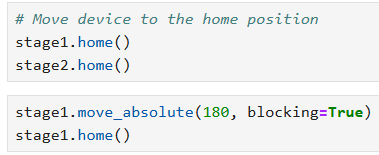 # Move device to the home position
stage1.home()
stage2.home()
stage1.move_absolute(180, blocking=True)
stage1.home()